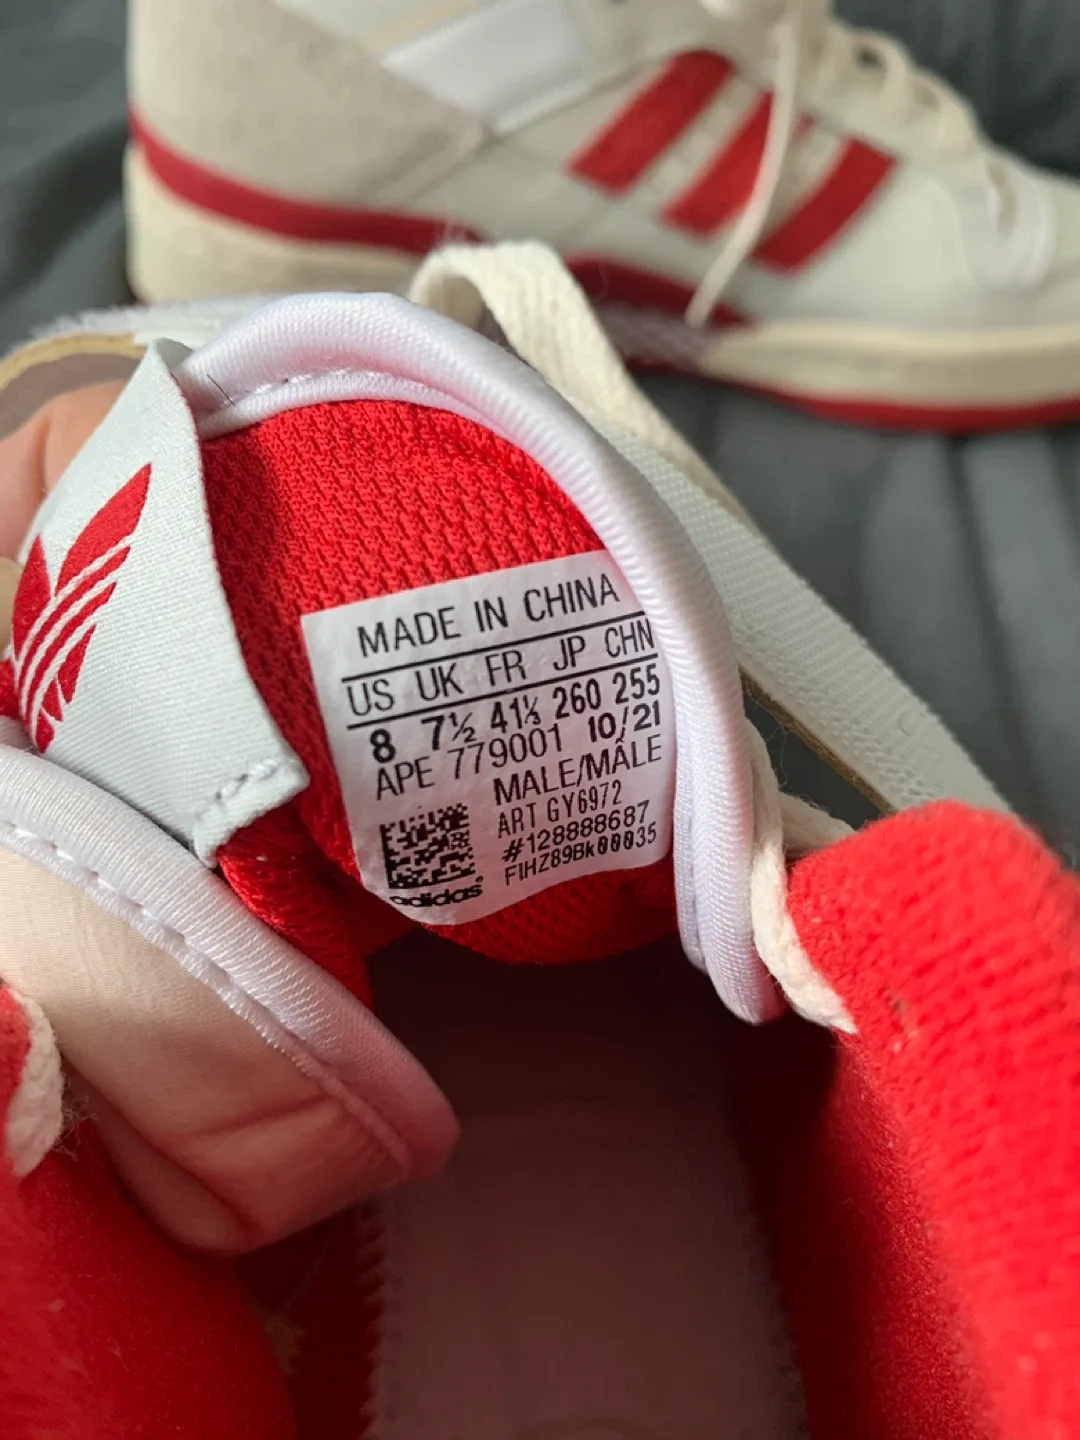 MADE IN CHINA
US UK FR JP CHN
8 7½ 41⅓ 260 255
APE 779001 10/21
MALE/MÂLE
ART GY6972
#128888687
FIHZ89Bk00035
adidas®